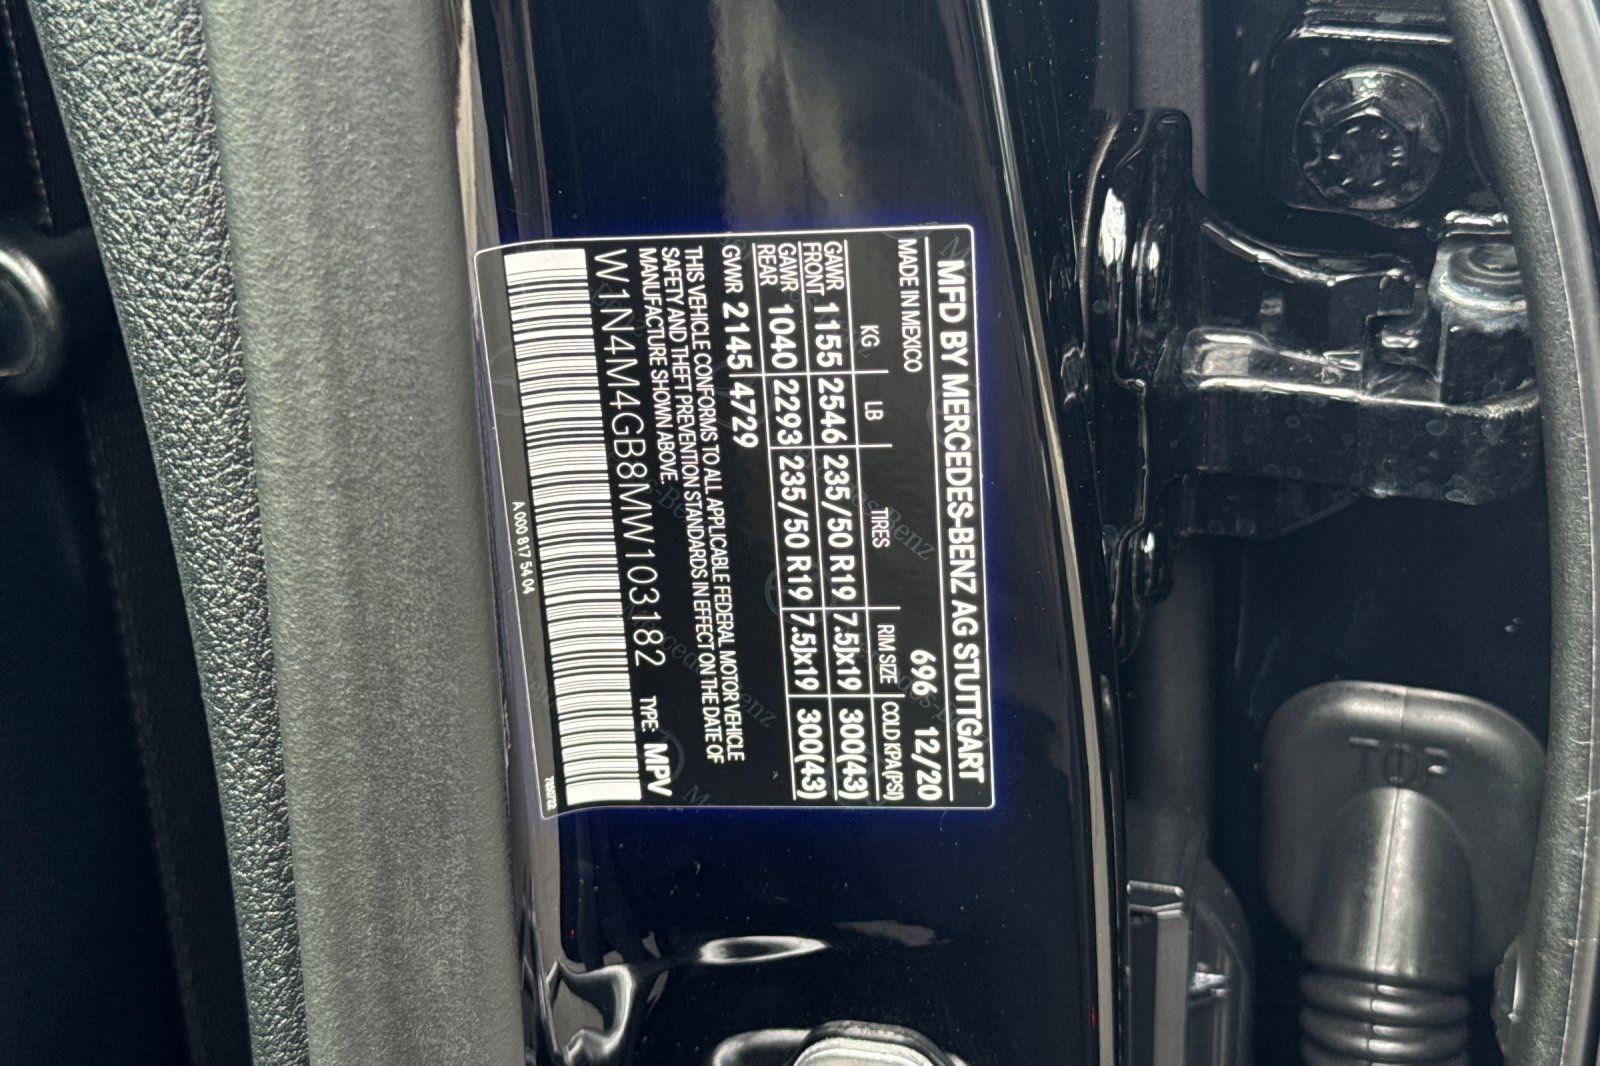 MFD BY MERCEDES-BENZ AG STUTTGART
MADE IN MEXICO 696 12/20
KG LB TIRES RIM SIZE COLD KPA(PSI)
GAWR FRONT 1155 2546 235/50 R19 7.5Jx19 300(43)
GAWR REAR 1040 2293 235/50 R19 7.5Jx19 300(43)
GVWR 2145 4729
THIS VEHICLE CONFORMS TO ALL APPLICABLE FEDERAL MOTOR VEHICLE
SAFETY AND THEFT PREVENTION STANDARDS IN EFFECT ON THE DATE OF
MANUFACTURE SHOWN ABOVE.
W1N4M4GB8MW103182 TYPE: MPV
A 000 817 54 04
TOP